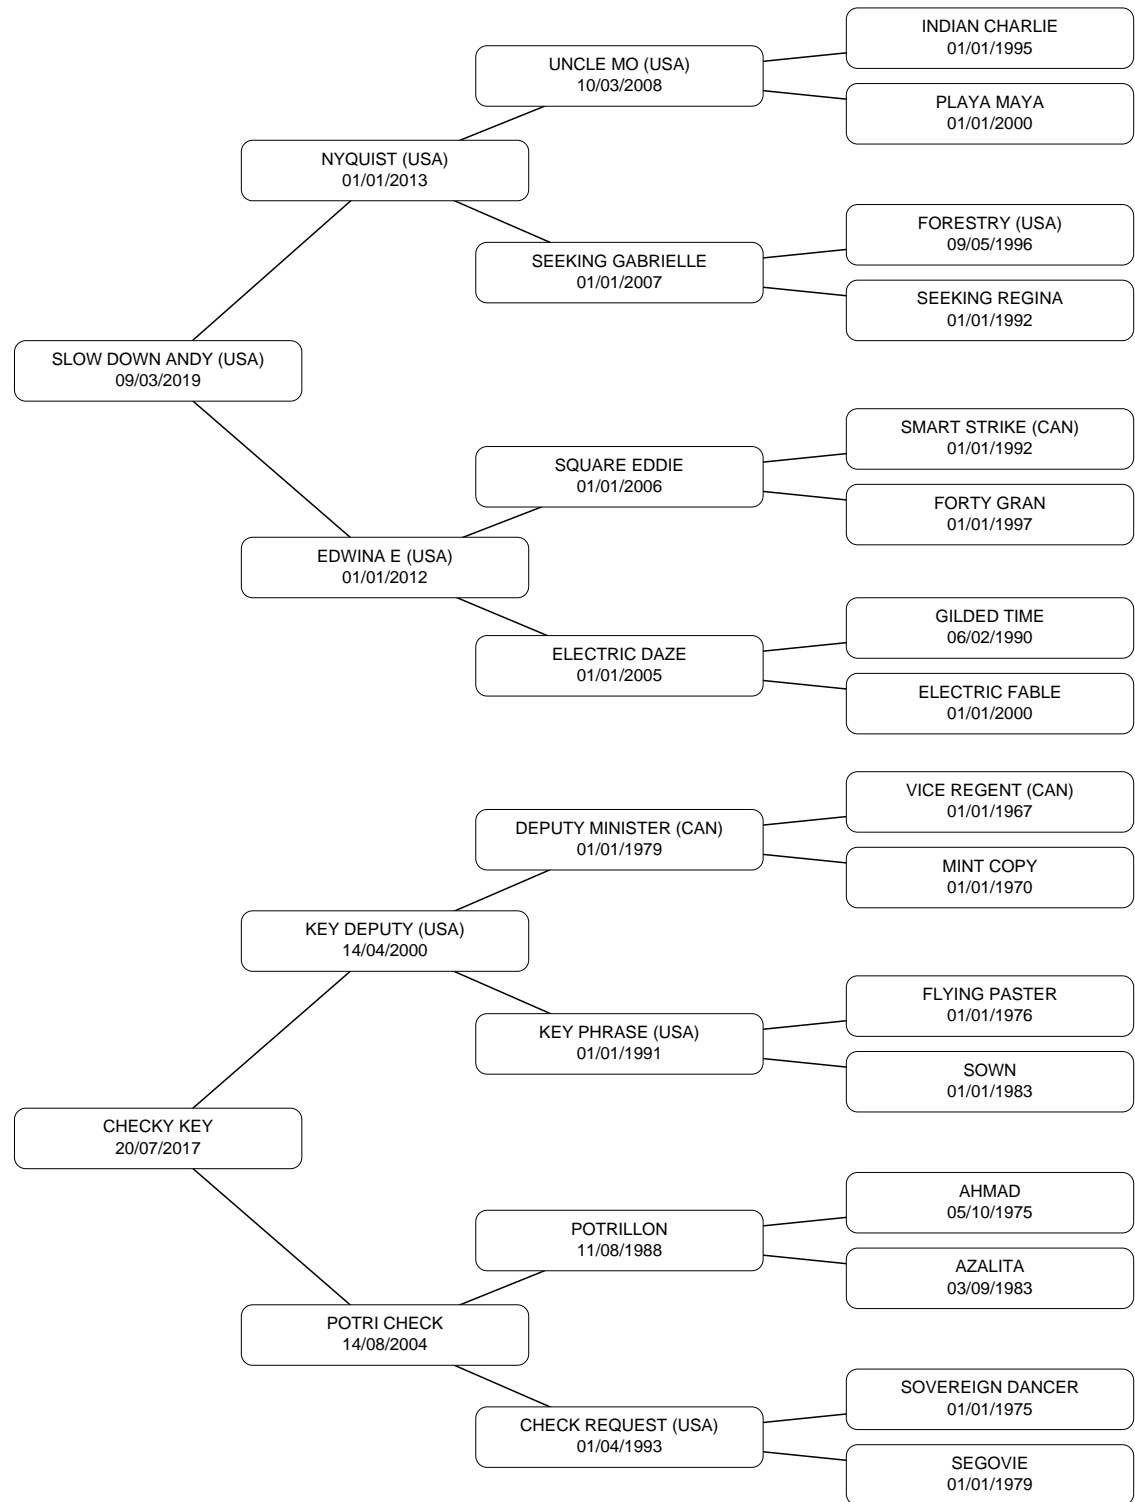 INDIAN CHARLIE
01/01/1995
UNCLE MO (USA)
10/03/2008
PLAYA MAYA
01/01/2000
NYQUIST (USA)
01/01/2013
FORESTRY (USA)
09/05/1996
SEEKING GABRIELLE
01/01/2007
SEEKING REGINA
01/01/1992
SLOW DOWN ANDY (USA)
09/03/2019
SMART STRIKE (CAN)
01/01/1992
SQUARE EDDIE
01/01/2006
FORTY GRAN
01/01/1997
EDWINA E (USA)
01/01/2012
GILDED TIME
06/02/1990
ELECTRIC DAZE
01/01/2005
ELECTRIC FABLE
01/01/2000
VICE REGENT (CAN)
01/01/1967
DEPUTY MINISTER (CAN)
01/01/1979
MINT COPY
01/01/1970
KEY DEPUTY (USA)
14/04/2000
FLYING PASTER
01/01/1976
KEY PHRASE (USA)
01/01/1991
SOWN
01/01/1983
CHECKY KEY
20/07/2017
AHMAD
05/10/1975
POTRILLON
11/08/1988
AZALITA
03/09/1983
POTRI CHECK
14/08/2004
SOVEREIGN DANCER
01/01/1975
CHECK REQUEST (USA)
01/04/1993
SEGOVIE
01/01/1979